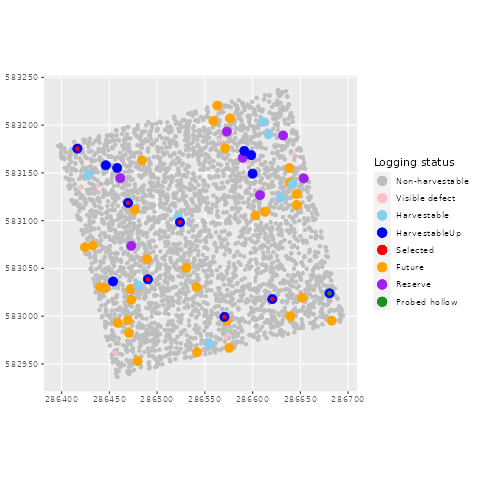 583250
583200
583150
583100
583050
583000
582950
286400 286450 286500 286550 286600 286650 286700
Logging status
Non-harvestable
Visible defect
Harvestable
HarvestableUp
Selected
Future
Reserve
Probed hollow